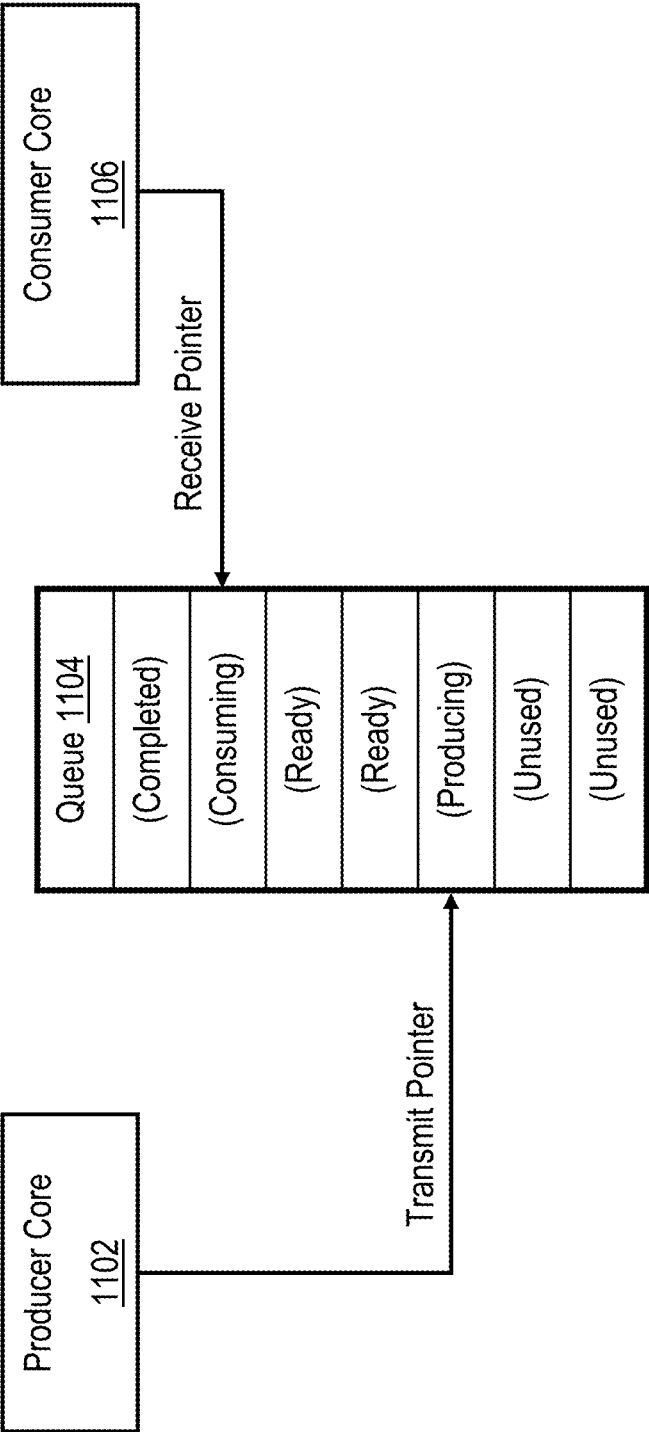 Producer Core
1102
Transmit Pointer
Queue 1104
(Completed)
(Consuming)
(Ready)
(Ready)
(Producing)
(Unused)
(Unused)
Receive Pointer
Consumer Core
1106